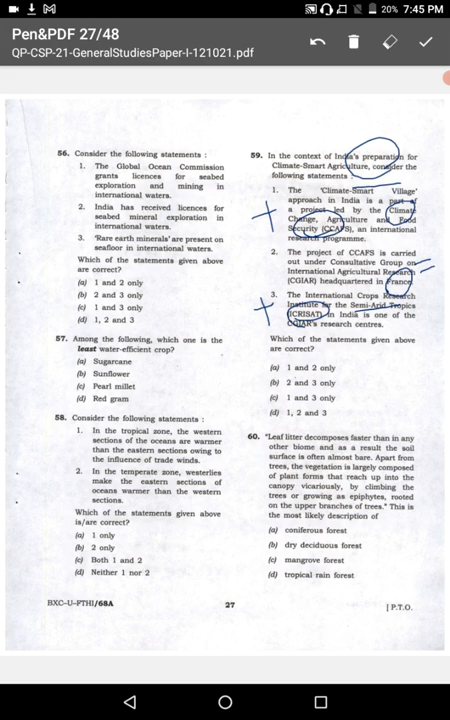 20% 7:45 PM
Pen&PDF 27/48
QP-CSP-21-GeneralStudiesPaper-I-121021.pdf
56. Consider the following statements :
1. The Global Ocean Commission
grants licences for seabed
exploration and mining in
international waters.
2. India has received licences for
seabed mineral exploration in
international waters.
3. 'Rare earth minerals' are present on
seafloor in international waters.
Which of the statements given above
are correct?
(a) 1 and 2 only
(b) 2 and 3 only
(c) 1 and 3 only
(d) 1, 2 and 3
57. Among the following, which one is the
least water-efficient crop?
(a) Sugarcane
(b) Sunflower
(c) Pearl millet
(d) Red gram
58. Consider the following statements :
1. In the tropical zone, the western
sections of the oceans are warmer
than the eastern sections owing to
the influence of trade winds.
2. In the temperate zone, westerlies
make the eastern sections of
oceans warmer than the western
sections.
Which of the statements given above
is/are correct?
(a) 1 only
(b) 2 only
(c) Both 1 and 2
(d) Neither 1 nor 2
59. In the context of India's preparation for
Climate-Smart Agriculture, consider the
following statements :
1. The 'Climate-Smart Village'
approach in India is a part of
a project led by the Climate
Change, Agriculture and Food
Security (CCAFS), an international
research programme.
2. The project of CCAFS is carried
out under Consultative Group on
International Agricultural Research
(CGIAR) headquartered in France.
3. The International Crops Research
Institute for the Semi-Arid Tropics
(ICRISAT) in India is one of the
CGIAR's research centres.
Which of the statements given above
are correct?
(a) 1 and 2 only
(b) 2 and 3 only
(c) 1 and 3 only
(d) 1, 2 and 3
60. "Leaf litter decomposes faster than in any
other biome and as a result the soil
surface is often almost bare. Apart from
trees, the vegetation is largely composed
of plant forms that reach up into the
canopy vicariously, by climbing the
trees or growing as epiphytes, rooted
on the upper branches of trees." This is
the most likely description of
(a) coniferous forest
(b) dry deciduous forest
(c) mangrove forest
(d) tropical rain forest
BXC-U-FTHI/68A 27 [ P.T.O.